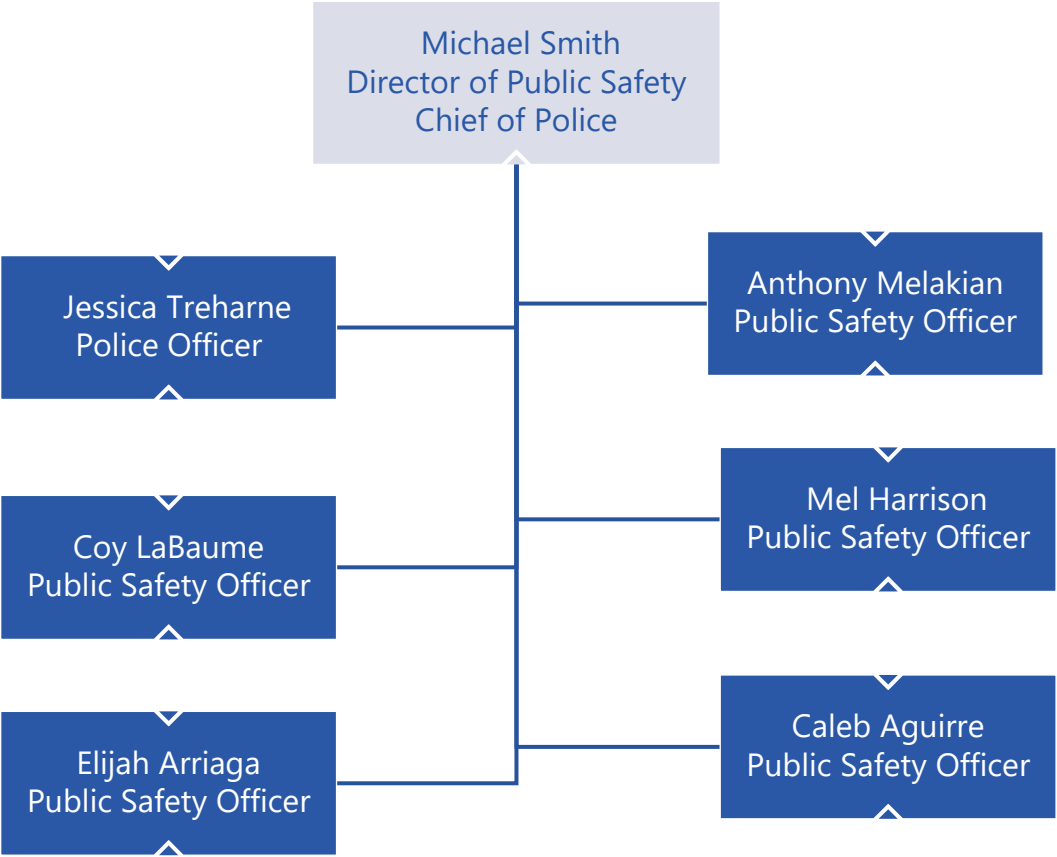 Michael Smith
Director of Public Safety
Chief of Police
Jessica Treharne
Police Officer
Anthony Melakian
Public Safety Officer
Coy LaBaume
Public Safety Officer
Mel Harrison
Public Safety Officer
Elijah Arriaga
Public Safety Officer
Caleb Aguirre
Public Safety Officer